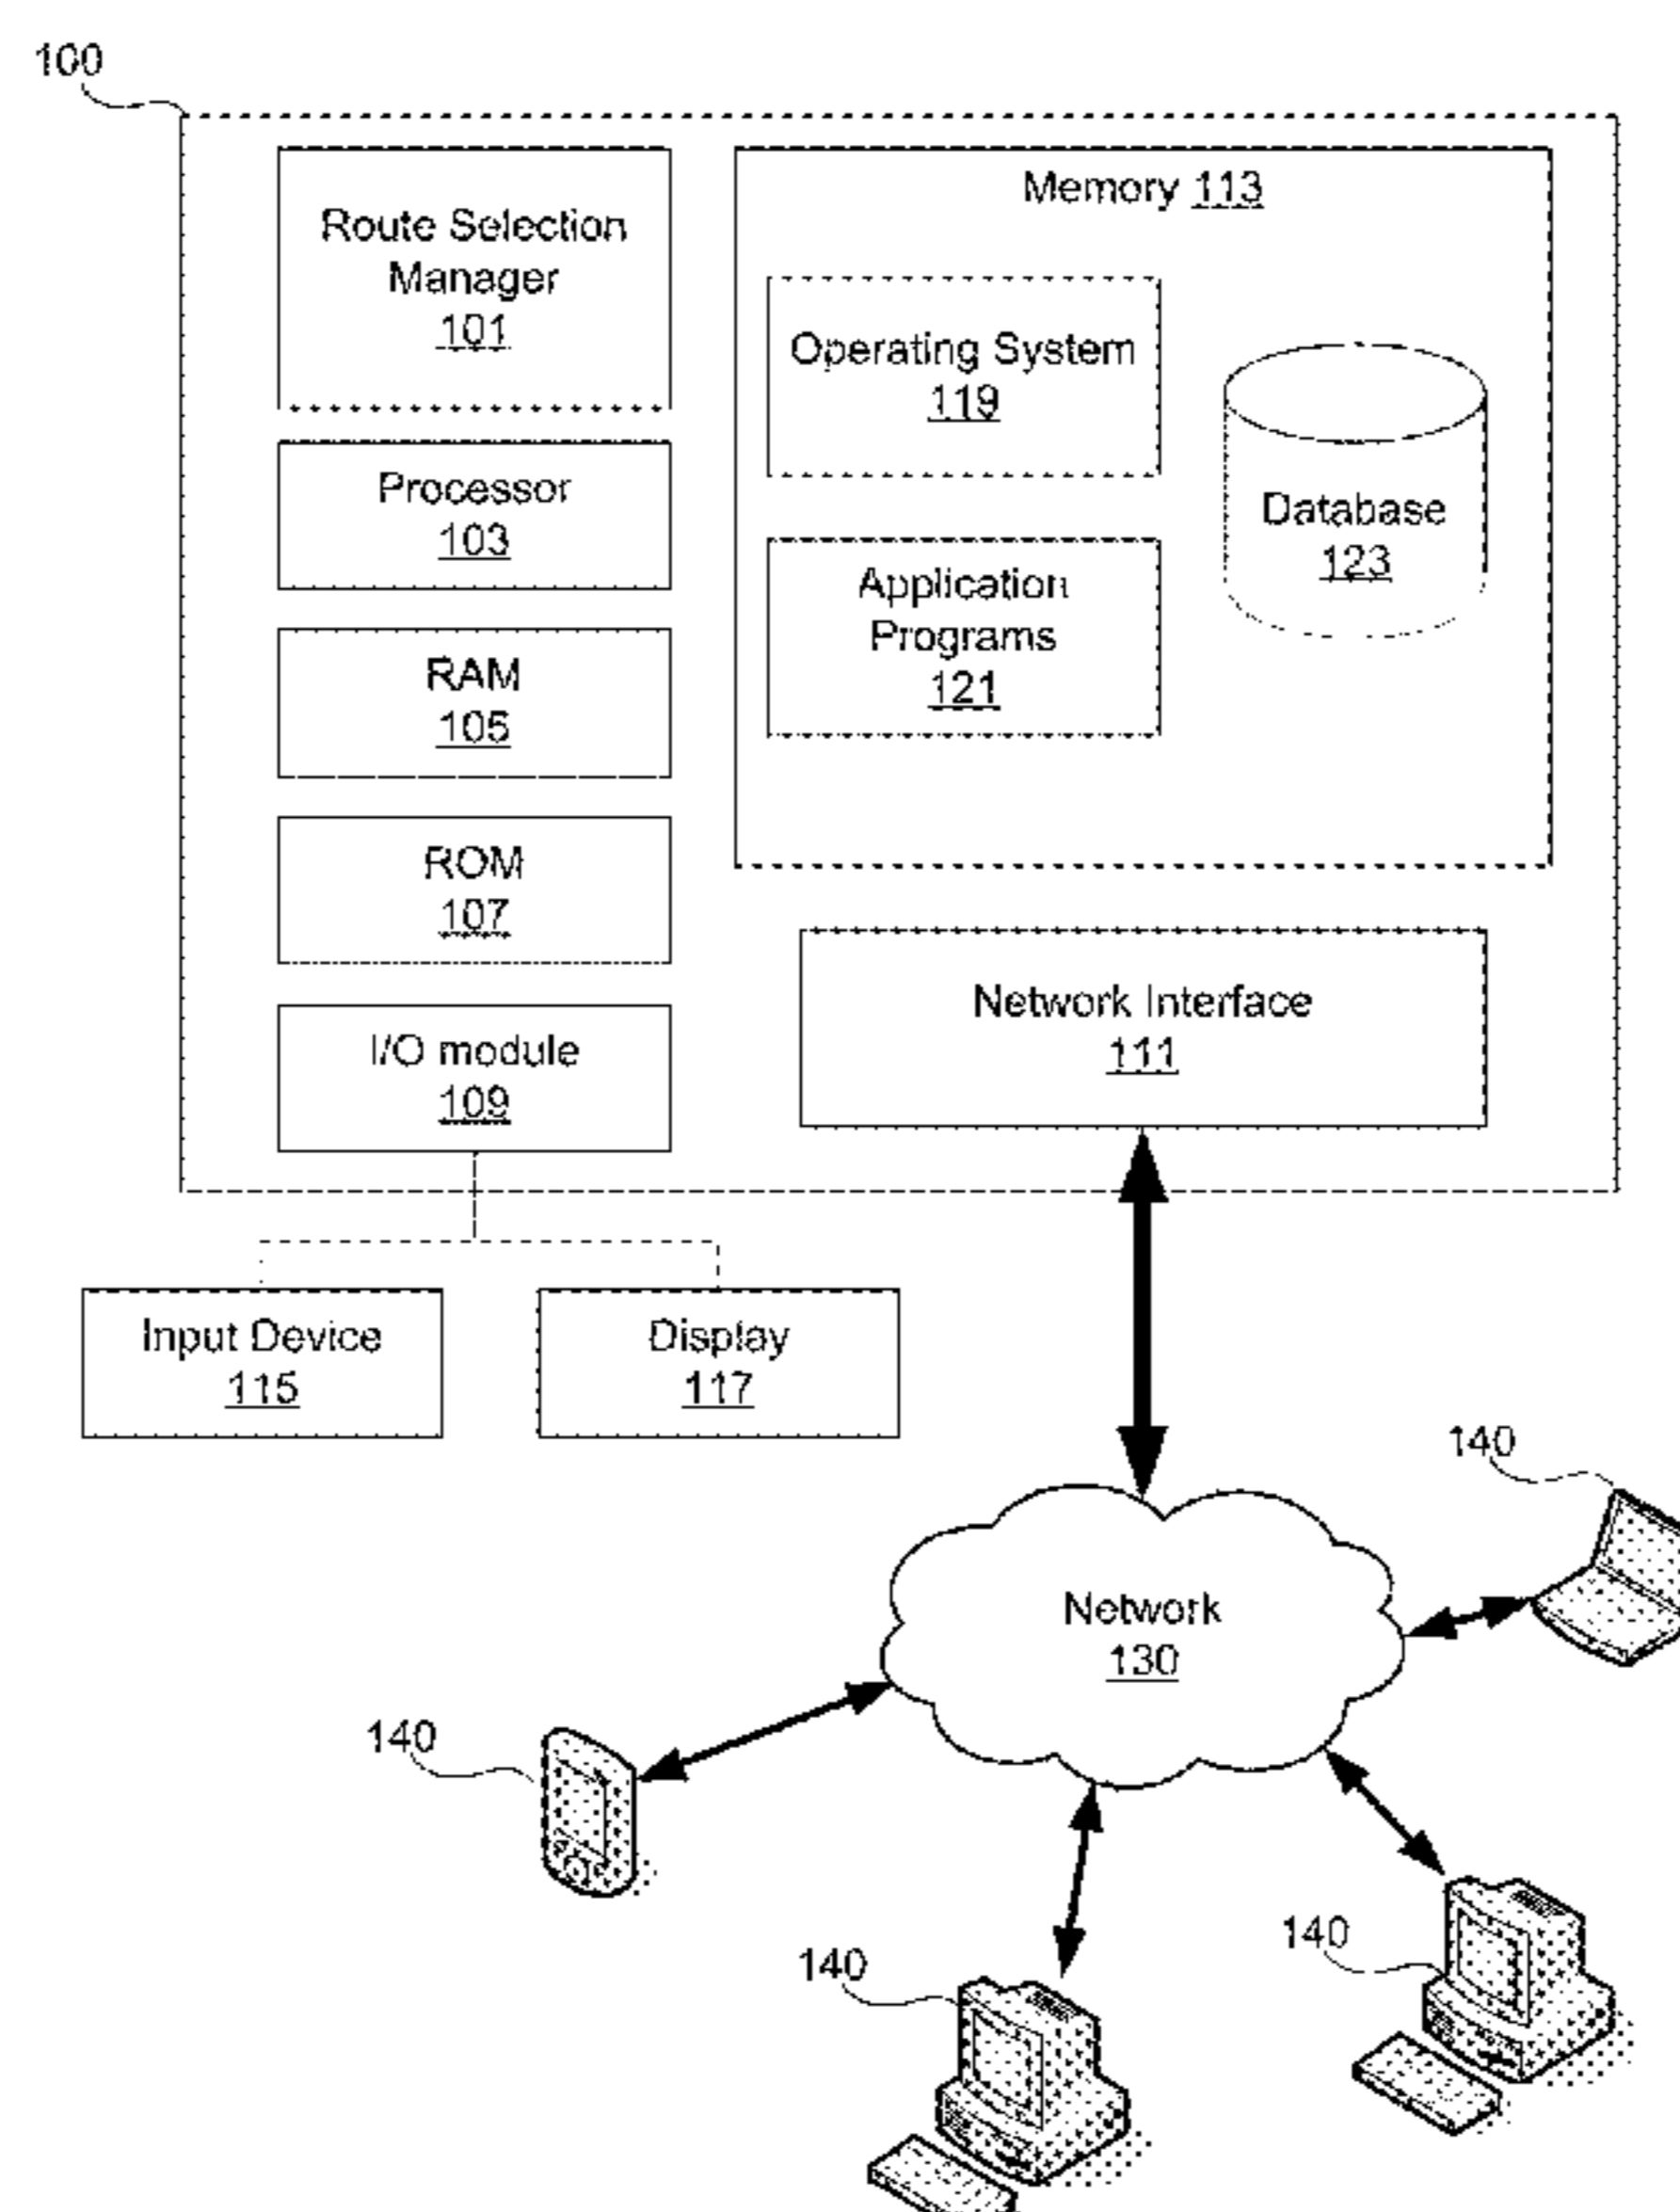 100
Route Selection
Manager
101
Processor
103
RAM
105
ROM
107
I/O module
109
Memory 113
Operating System
119
Application
Programs
121
Database
123
Network Interface
111
Input Device
115
Display
117
Network
130
140
140
140
140